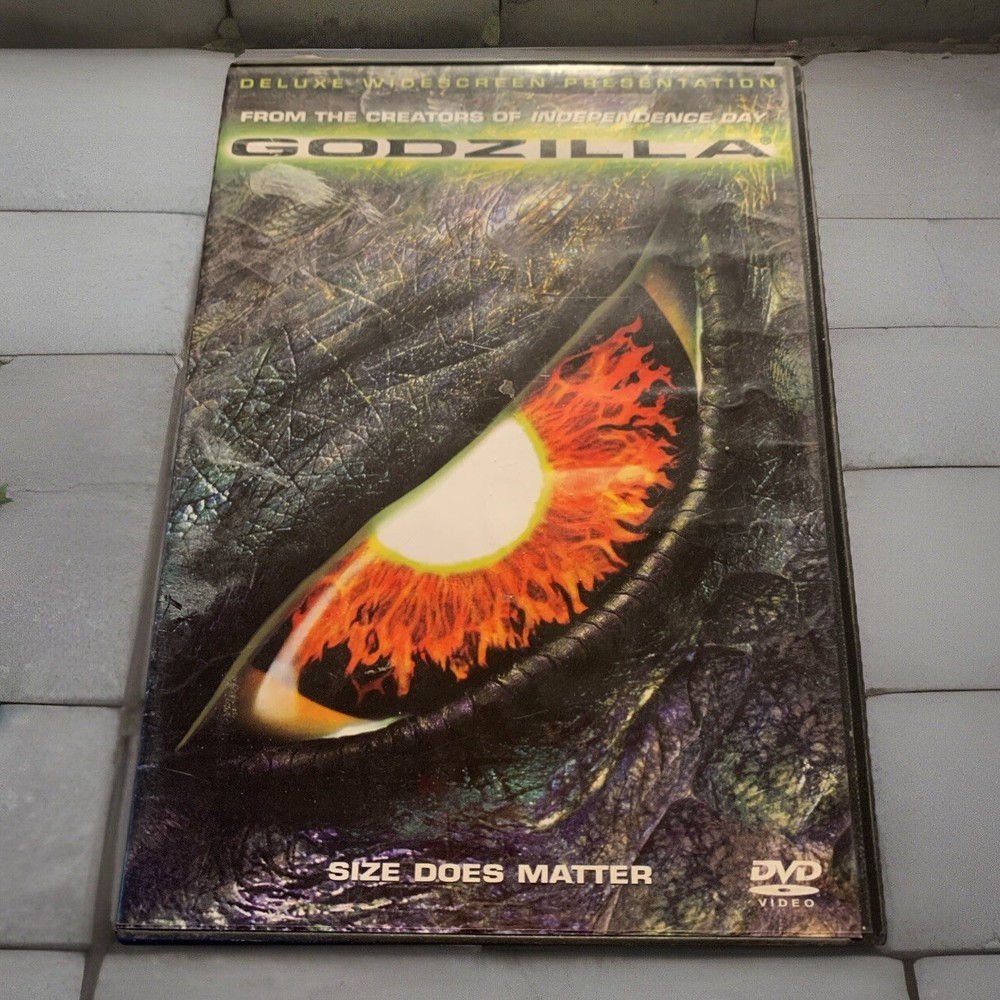 DELUXE WIDESCREEN PRESENTATION
FROM THE CREATORS OF INDEPENDENCE DAY
GODZILLA®
SIZE DOES MATTER
DVD
VIDEO